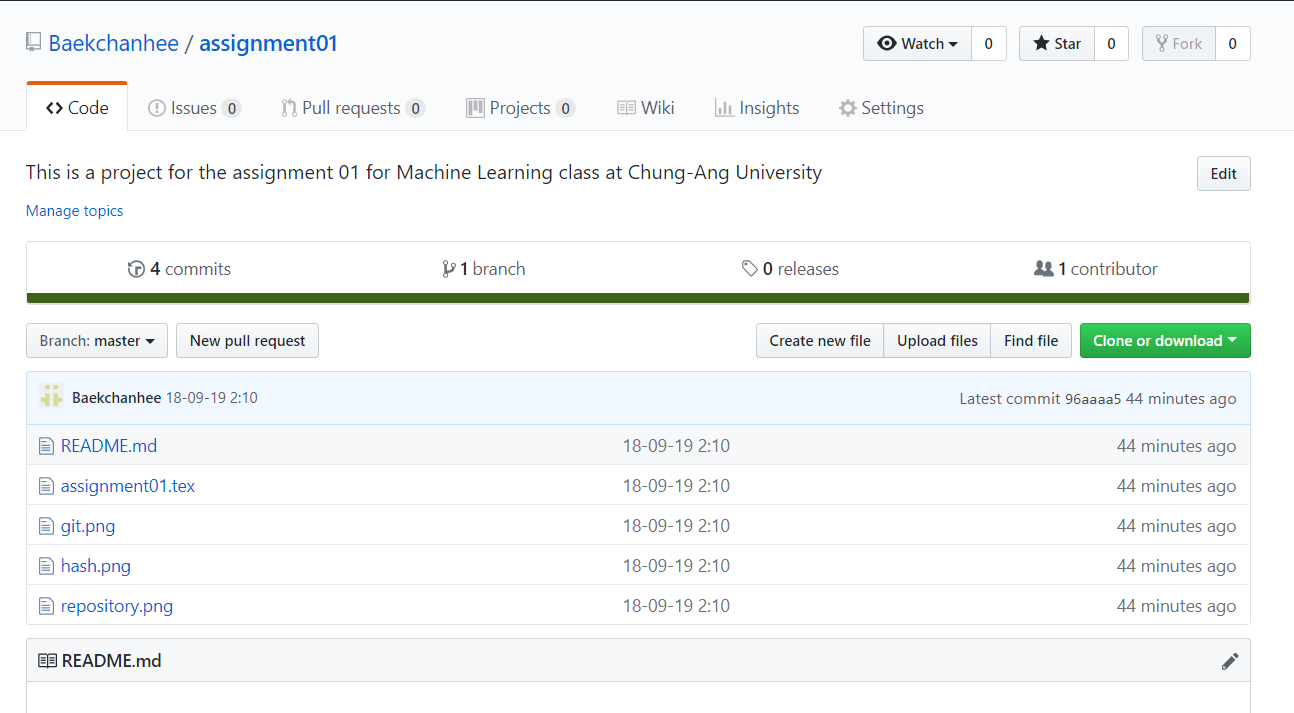 Baekchanhee / assignment01 Watch 0 Star 0 Fork 0
Code Issues 0 Pull requests 0 Projects 0 Wiki Insights Settings
This is a project for the assignment 01 for Machine Learning class at Chung-Ang University Edit
Manage topics
4 commits 1 branch 0 releases 1 contributor
Branch: master New pull request Create new file Upload files Find file Clone or download
Baekchanhee 18-09-19 2:10 Latest commit 96aaaa5 44 minutes ago
README.md 18-09-19 2:10 44 minutes ago
assignment01.tex 18-09-19 2:10 44 minutes ago
git.png 18-09-19 2:10 44 minutes ago
hash.png 18-09-19 2:10 44 minutes ago
repository.png 18-09-19 2:10 44 minutes ago
README.md